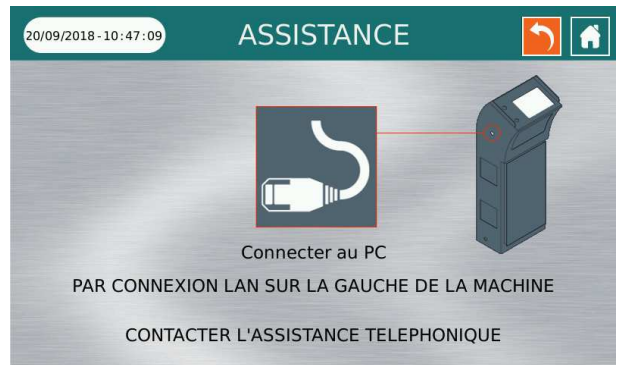 20/09/2018-10:47:09
ASSISTANCE
Connecter au PC
PAR CONNEXION LAN SUR LA GAUCHE DE LA MACHINE
CONTACTER L'ASSISTANCE TELEPHONIQUE